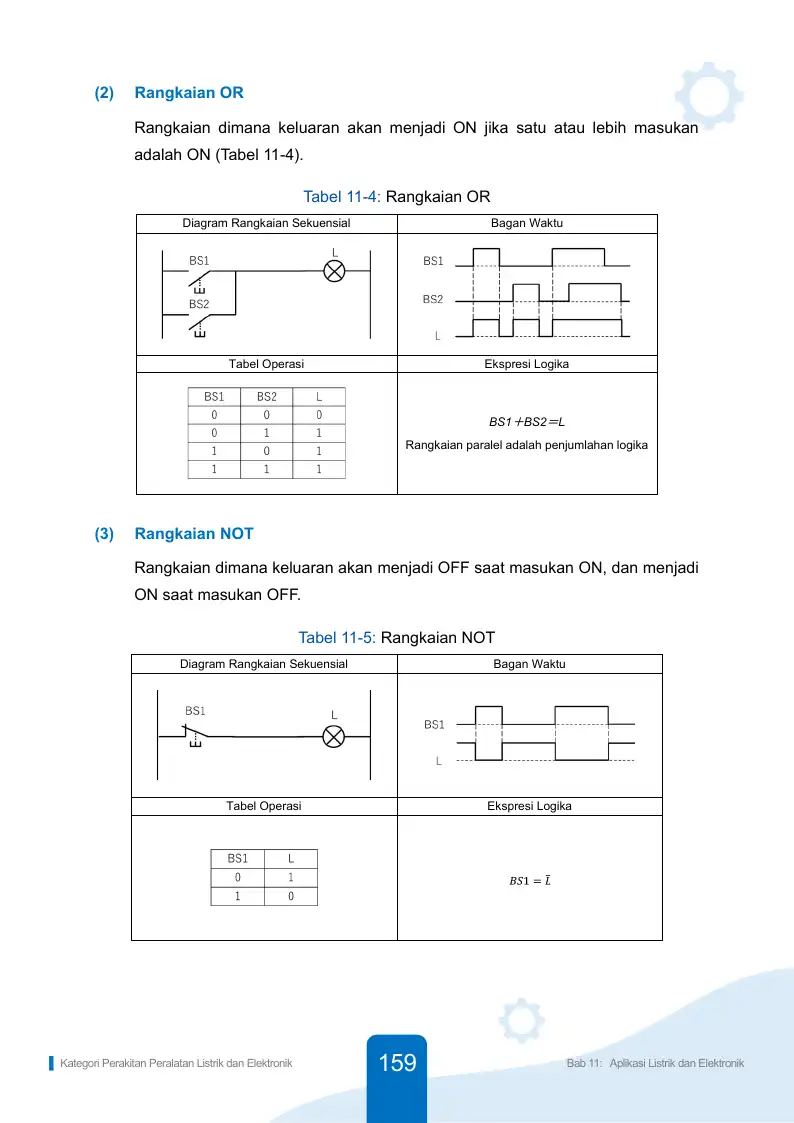 (2) Rangkaian OR
Rangkaian dimana keluaran akan menjadi ON jika satu atau lebih masukan
adalah ON (Tabel 11-4).
Tabel 11-4: Rangkaian OR
Diagram Rangkaian Sekuensial Bagan Waktu
BS1 L
BS2
BS1
BS2
L
Tabel Operasi Ekspresi Logika
BS1 BS2 L
0 0 0
0 1 1
1 0 1
1 1 1
BS1＋BS2＝L
Rangkaian paralel adalah penjumlahan logika
(3) Rangkaian NOT
Rangkaian dimana keluaran akan menjadi OFF saat masukan ON, dan menjadi
ON saat masukan OFF.
Tabel 11-5: Rangkaian NOT
Diagram Rangkaian Sekuensial Bagan Waktu
BS1 L
BS1
L
Tabel Operasi Ekspresi Logika
BS1 L
0 1
1 0
BS1 = L̄
Kategori Perakitan Peralatan Listrik dan Elektronik 159 Bab 11: Aplikasi Listrik dan Elektronik